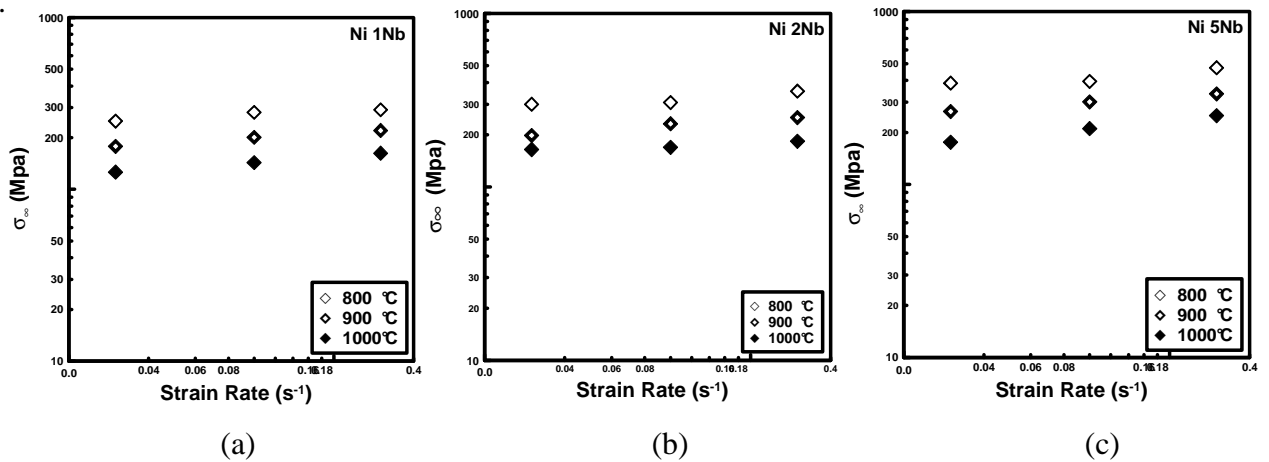 Ni 1Nb
1000
500
300
200
50
30
20
10
σ∞ (Mpa)
800 °C
900 °C
1000°C
0.0
0.04
0.06
0.08
0.18
0.4
Strain Rate (s-1)
(a)
Ni 2Nb
1000
500
300
200
50
30
20
10
σ∞ (Mpa)
800 °C
900 °C
1000°C
0.0
0.04
0.06
0.08
0.18
0.4
Strain Rate (s-1)
(b)
Ni 5Nb
1000
500
300
200
50
30
20
10
σ∞ (Mpa)
800 °C
900 °C
1000°C
0.0
0.04
0.06
0.08
0.18
0.4
Strain Rate (s-1)
(c)